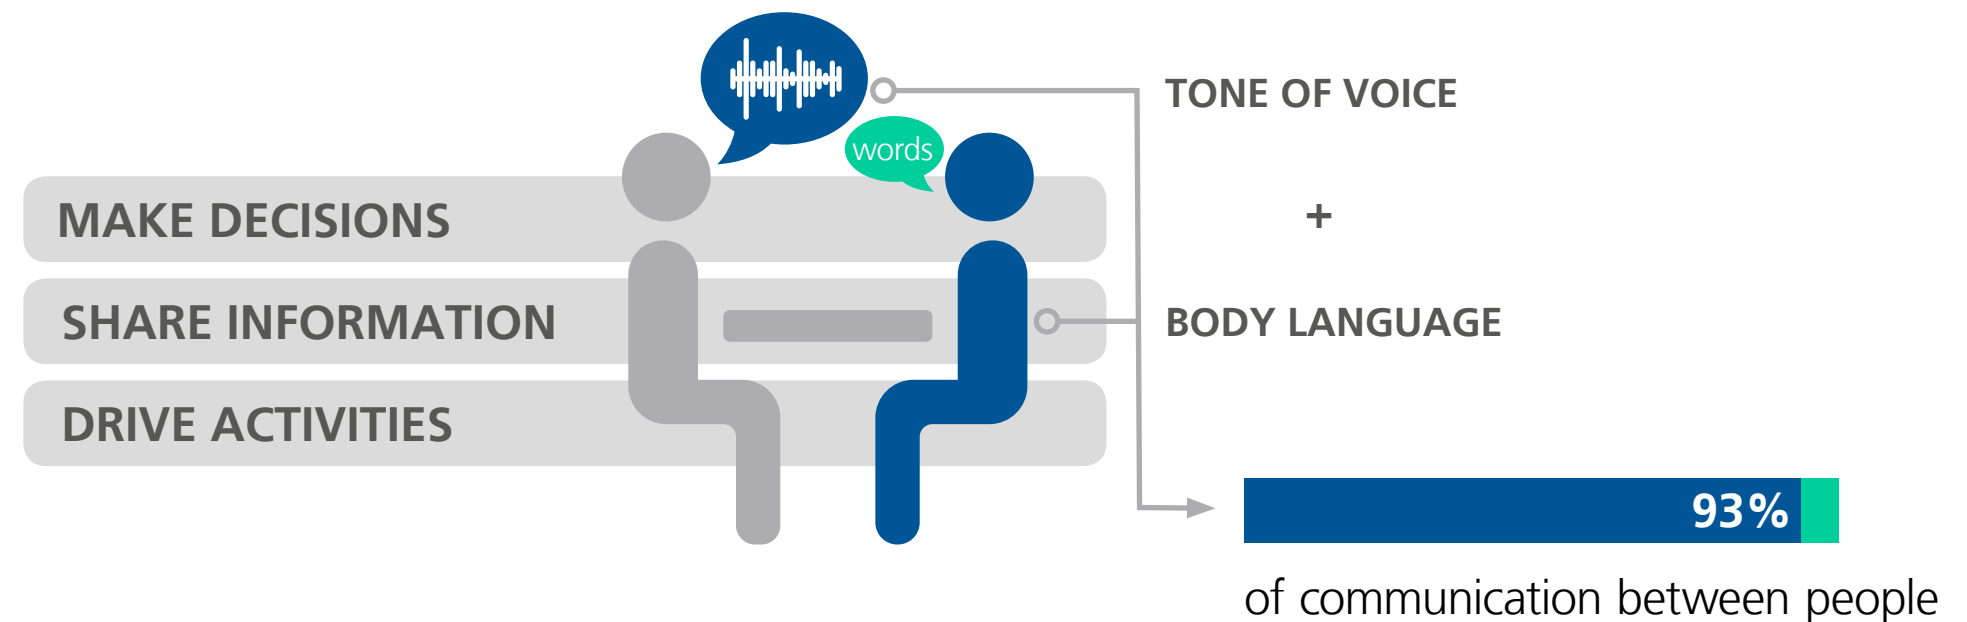 TONE OF VOICE
words
MAKE DECISIONS
+
SHARE INFORMATION
BODY LANGUAGE
DRIVE ACTIVITIES
93%
of communication between people